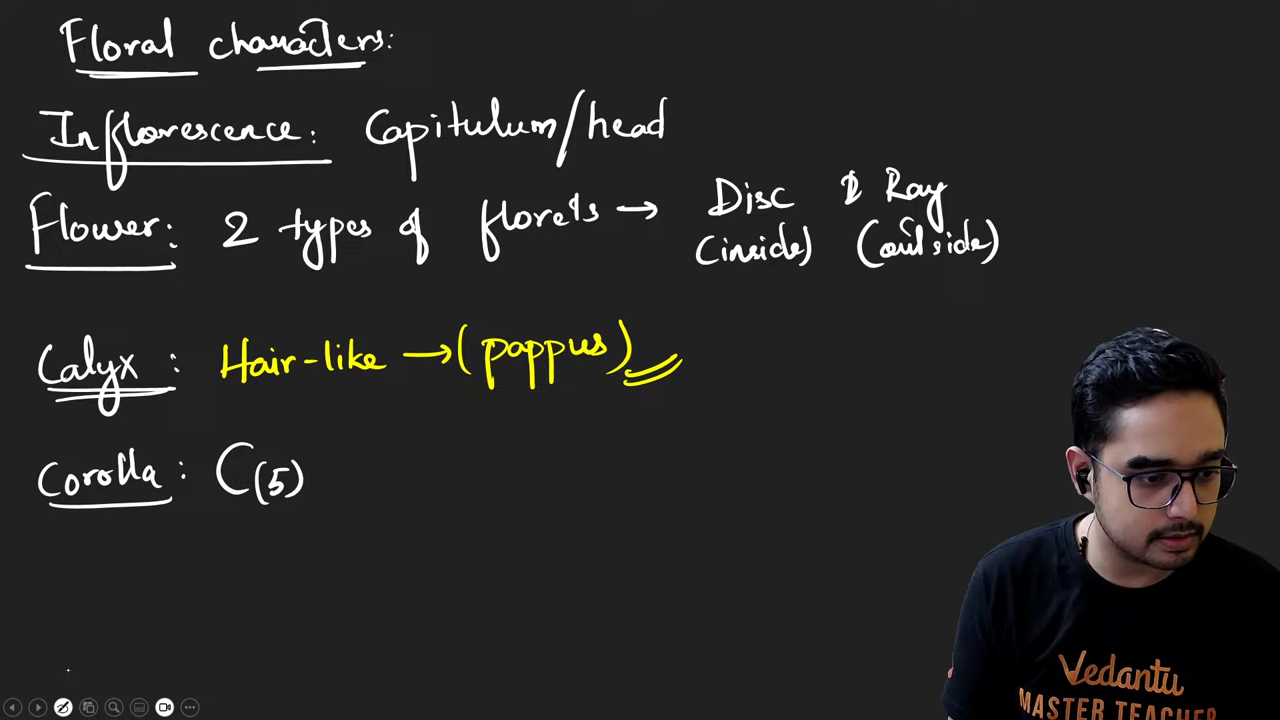 Floral characters:
Inflorescence: Capitulum/head
Flower: 2 types of florets → Disc & Ray
(inside) (outside)
Calyx: Hair-like → (pappus)
Corolla: C(5)
Vedantu
MASTER TEACHER